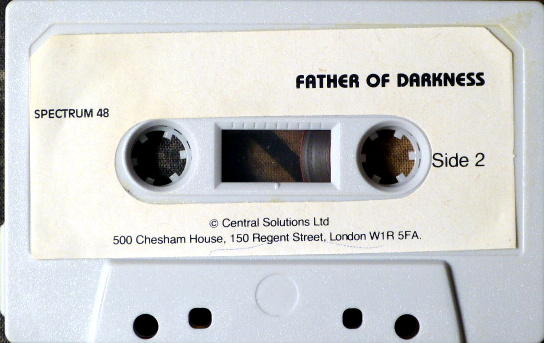 FATHER OF DARKNESS
SPECTRUM 48
Side 2
© Central Solutions Ltd
500 Chesham House, 150 Regent Street, London W1R 5FA.